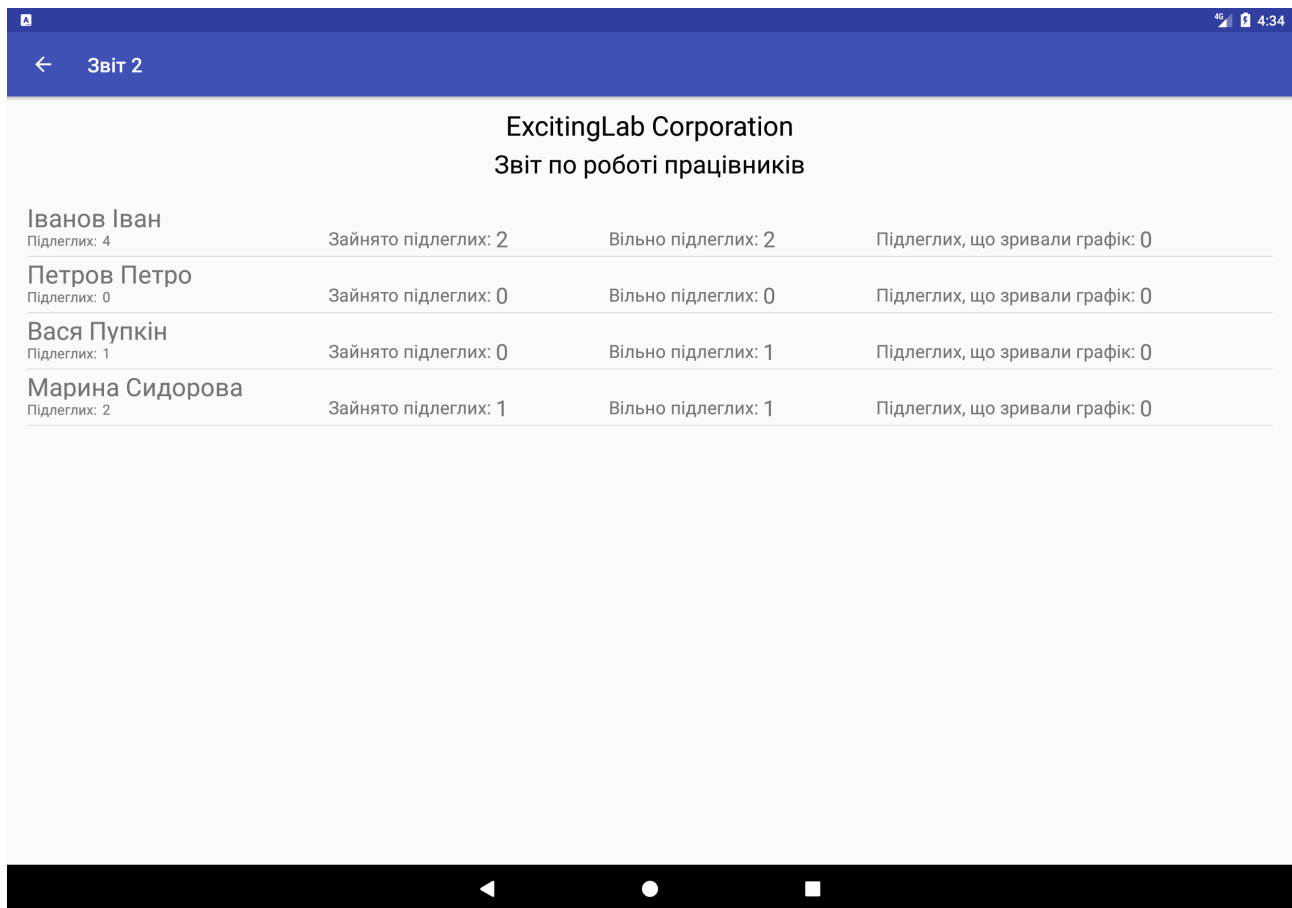 4G 4:34
Звіт 2
ExcitingLab Corporation
Звіт по роботі працівників
Іванов Іван
Підлеглих: 4 Зайнято підлеглих: 2 Вільно підлеглих: 2 Підлеглих, що зривали графік: 0
Петров Петро
Підлеглих: 0 Зайнято підлеглих: 0 Вільно підлеглих: 0 Підлеглих, що зривали графік: 0
Вася Пупкін
Підлеглих: 1 Зайнято підлеглих: 0 Вільно підлеглих: 1 Підлеглих, що зривали графік: 0
Марина Сидорова
Підлеглих: 2 Зайнято підлеглих: 1 Вільно підлеглих: 1 Підлеглих, що зривали графік: 0